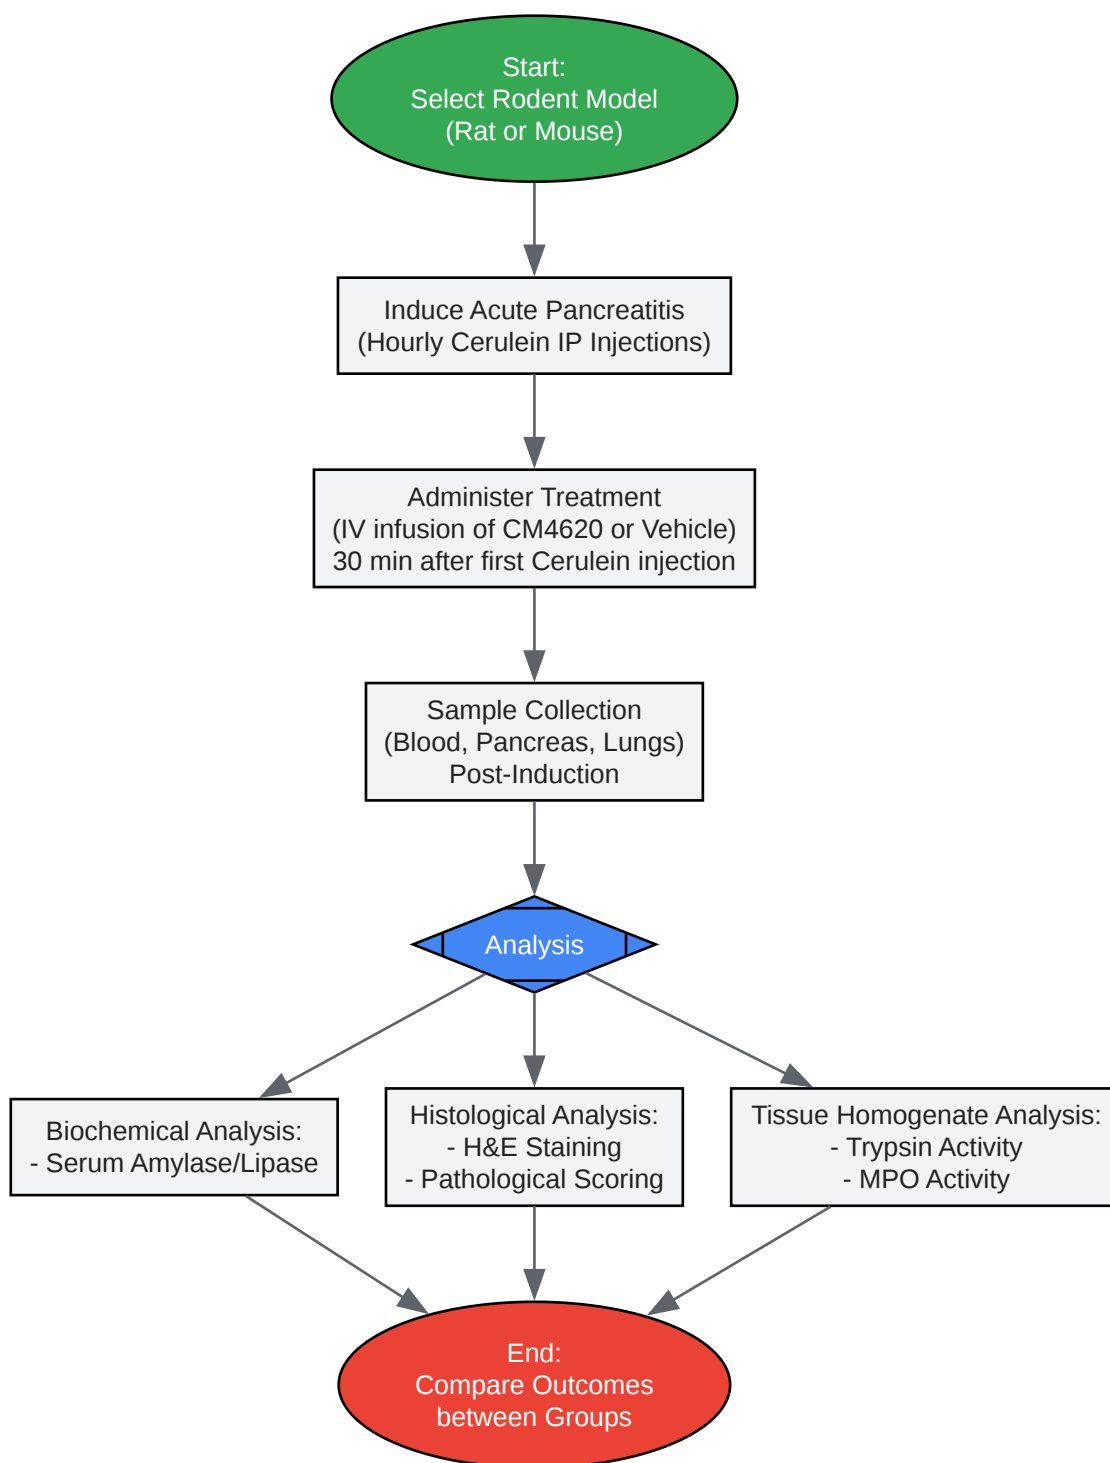 Start:
Select Rodent Model
(Rat or Mouse)
Induce Acute Pancreatitis
(Hourly Cerulein IP Injections)
Administer Treatment
(IV infusion of CM4620 or Vehicle)
30 min after first Cerulein injection
Sample Collection
(Blood, Pancreas, Lungs)
Post-Induction
Analysis
Biochemical Analysis:
- Serum Amylase/Lipase
Histological Analysis:
- H&E Staining
- Pathological Scoring
Tissue Homogenate Analysis:
- Trypsin Activity
- MPO Activity
End:
Compare Outcomes
between Groups